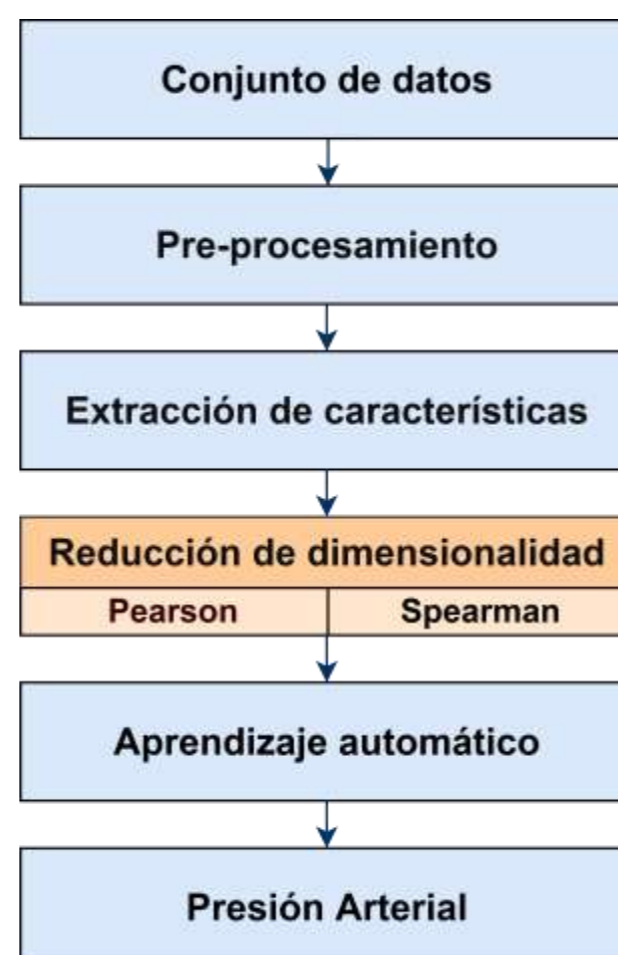 Conjunto de datos
Pre-procesamiento
Extracción de características
Reducción de dimensionalidad
Pearson Spearman
Aprendizaje automático
Presión Arterial